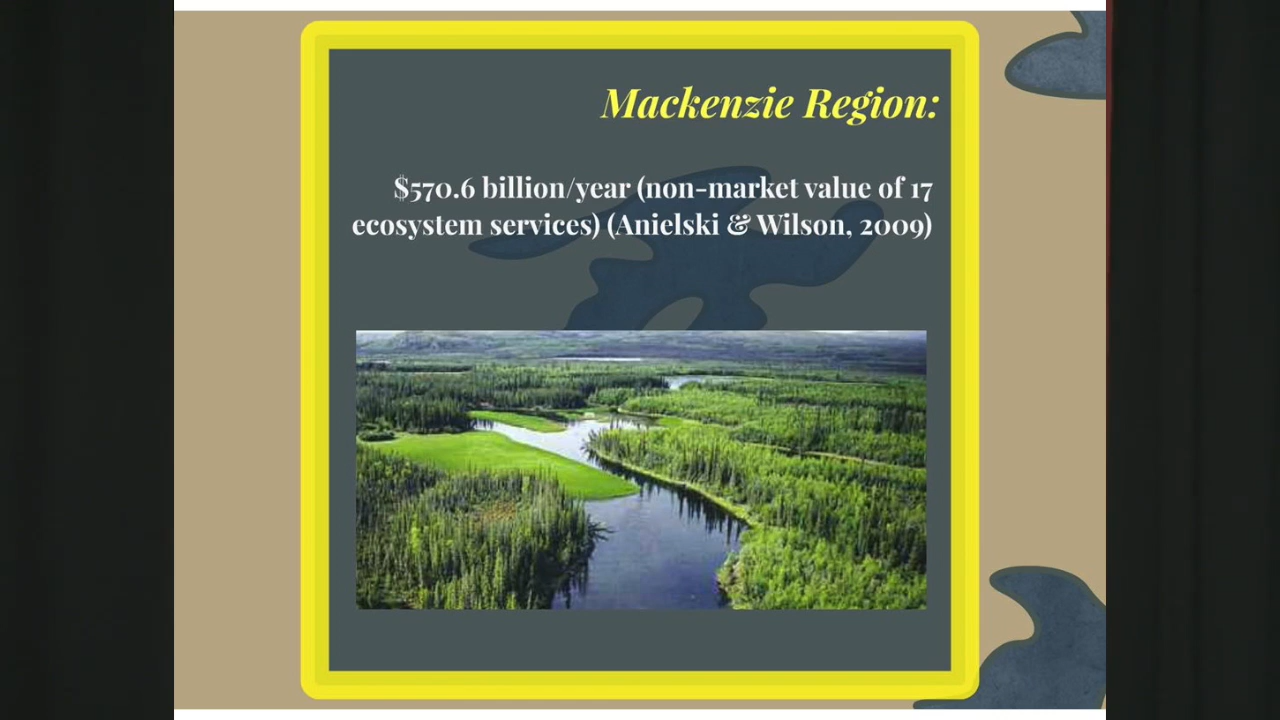 Mackenzie Region:
$570.6 billion/year (non-market value of 17
ecosystem services) (Anielski & Wilson, 2009)